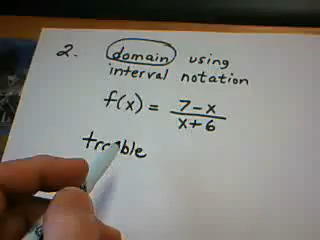 2. domain using
interval notation
f(x) = 7-x / x+6